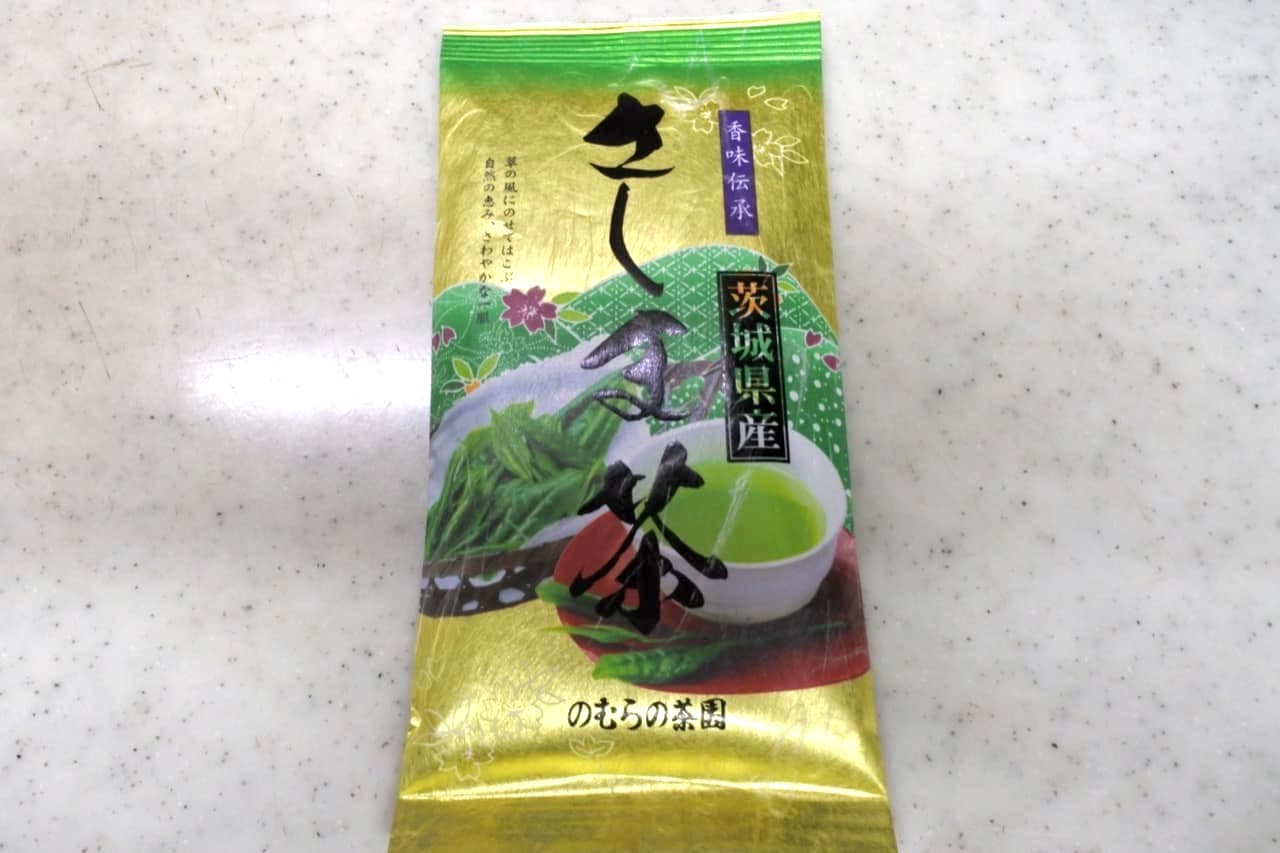 香味伝承
茨城県産
さしま茶
翠の風にのせてはこぶ
自然の恵み、さわやかな一服
のむらの茶園